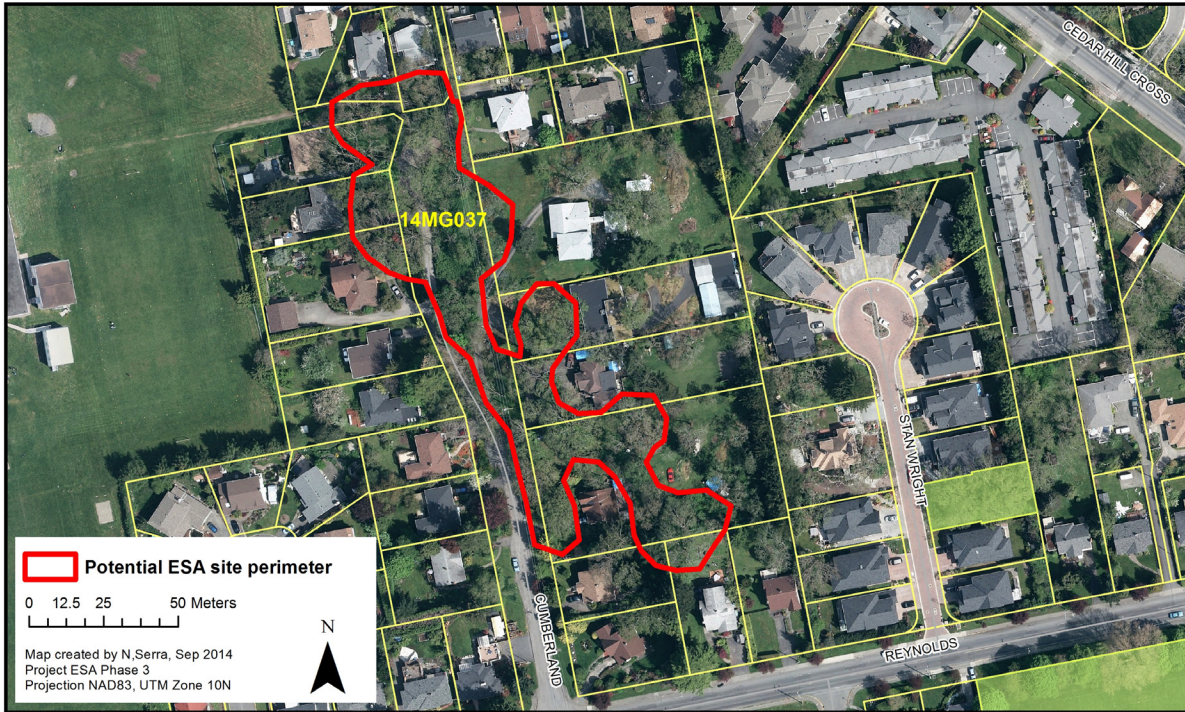 CEDAR HILL CROSS
14MG037
STAN WRIGHT
Potential ESA site perimeter
0 12.5 25 50 Meters
N
Map created by N,Serra, Sep 2014
Project ESA Phase 3
Projection NAD83, UTM Zone 10N
CUMBERLAND
REYNOLDS